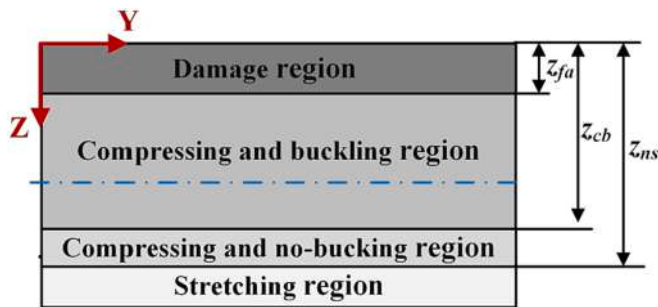 Y
Damage region
z_fa
Z
z_cb
Compressing and buckling region
z_ns
Compressing and no-bucking region
Stretching region